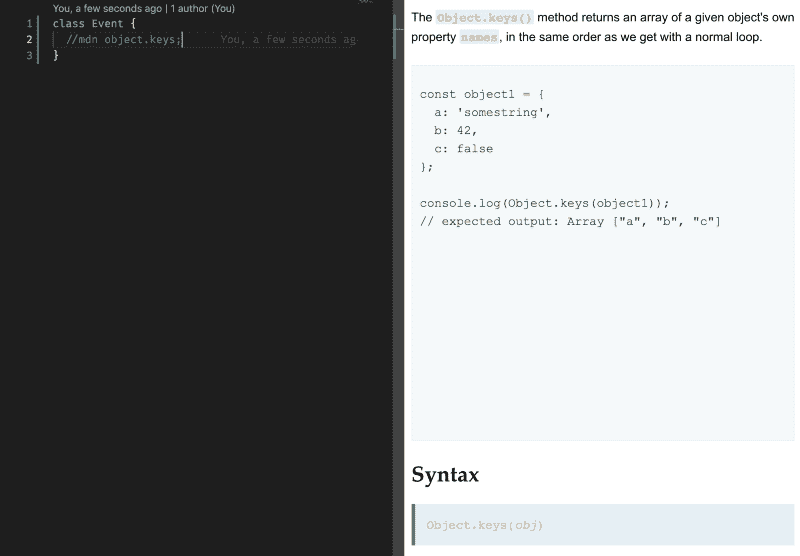 You, a few seconds ago | 1 author (You)
1 class Event {
2 //mdn object.keys; You, a few seconds ag
3 }
The Object.keys() method returns an array of a given object's own
property names, in the same order as we get with a normal loop.
const object1 = {
a: 'somestring',
b: 42,
c: false
};
console.log(Object.keys(object1));
// expected output: Array ["a", "b", "c"]
Syntax
Object.keys(obj)